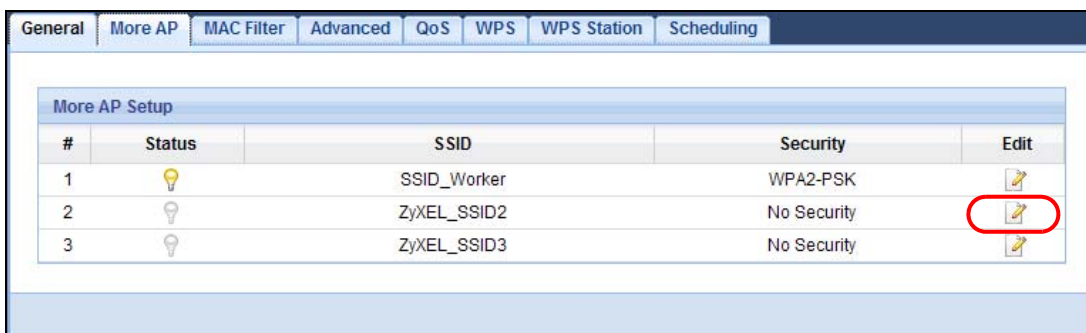 General More AP MAC Filter Advanced QoS WPS WPS Station Scheduling
More AP Setup
# Status SSID Security Edit
1 SSID_Worker WPA2-PSK
2 ZyXEL_SSID2 No Security
3 ZyXEL_SSID3 No Security